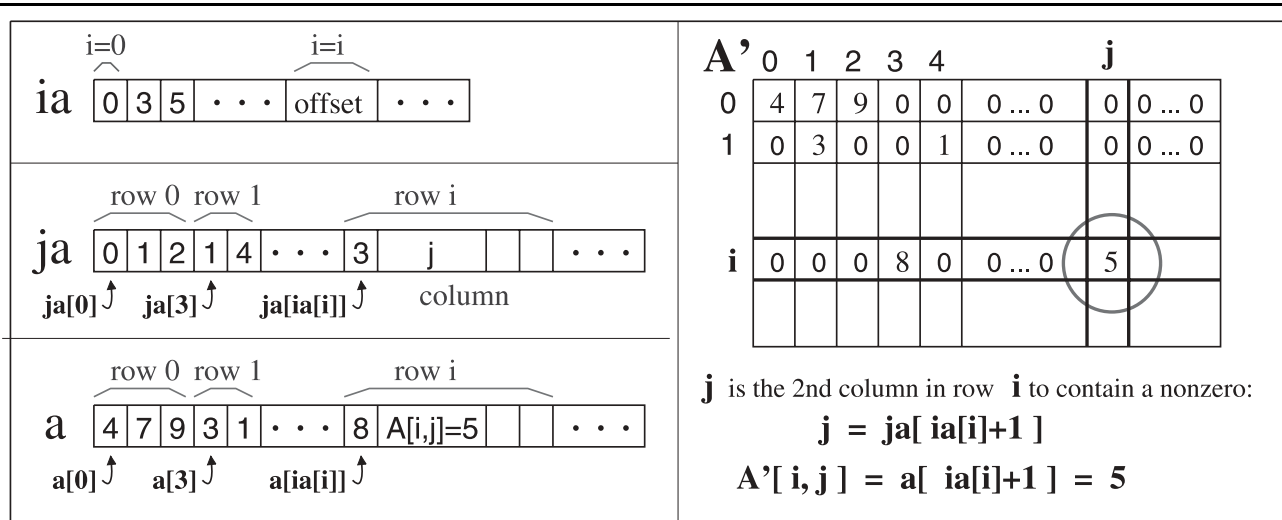 i=0 i=i
ia 0 3 5 · · · offset · · ·
row 0 row 1 row i
ja 0 1 2 1 4 · · · 3 j · · ·
ja[0] ja[3] ja[ia[i]] column
row 0 row 1 row i
a 4 7 9 3 1 · · · 8 A[i,j]=5 · · ·
a[0] a[3] a[ia[i]]
A’ 0 1 2 3 4 j
0 4 7 9 0 0 0 ... 0 0 0 ... 0
1 0 3 0 0 1 0 ... 0 0 0 ... 0
i 0 0 0 8 0 0 ... 0 5
j is the 2nd column in row i to contain a nonzero:
j = ja[ ia[i]+1 ]
A’[ i, j ] = a[ ia[i]+1 ] = 5